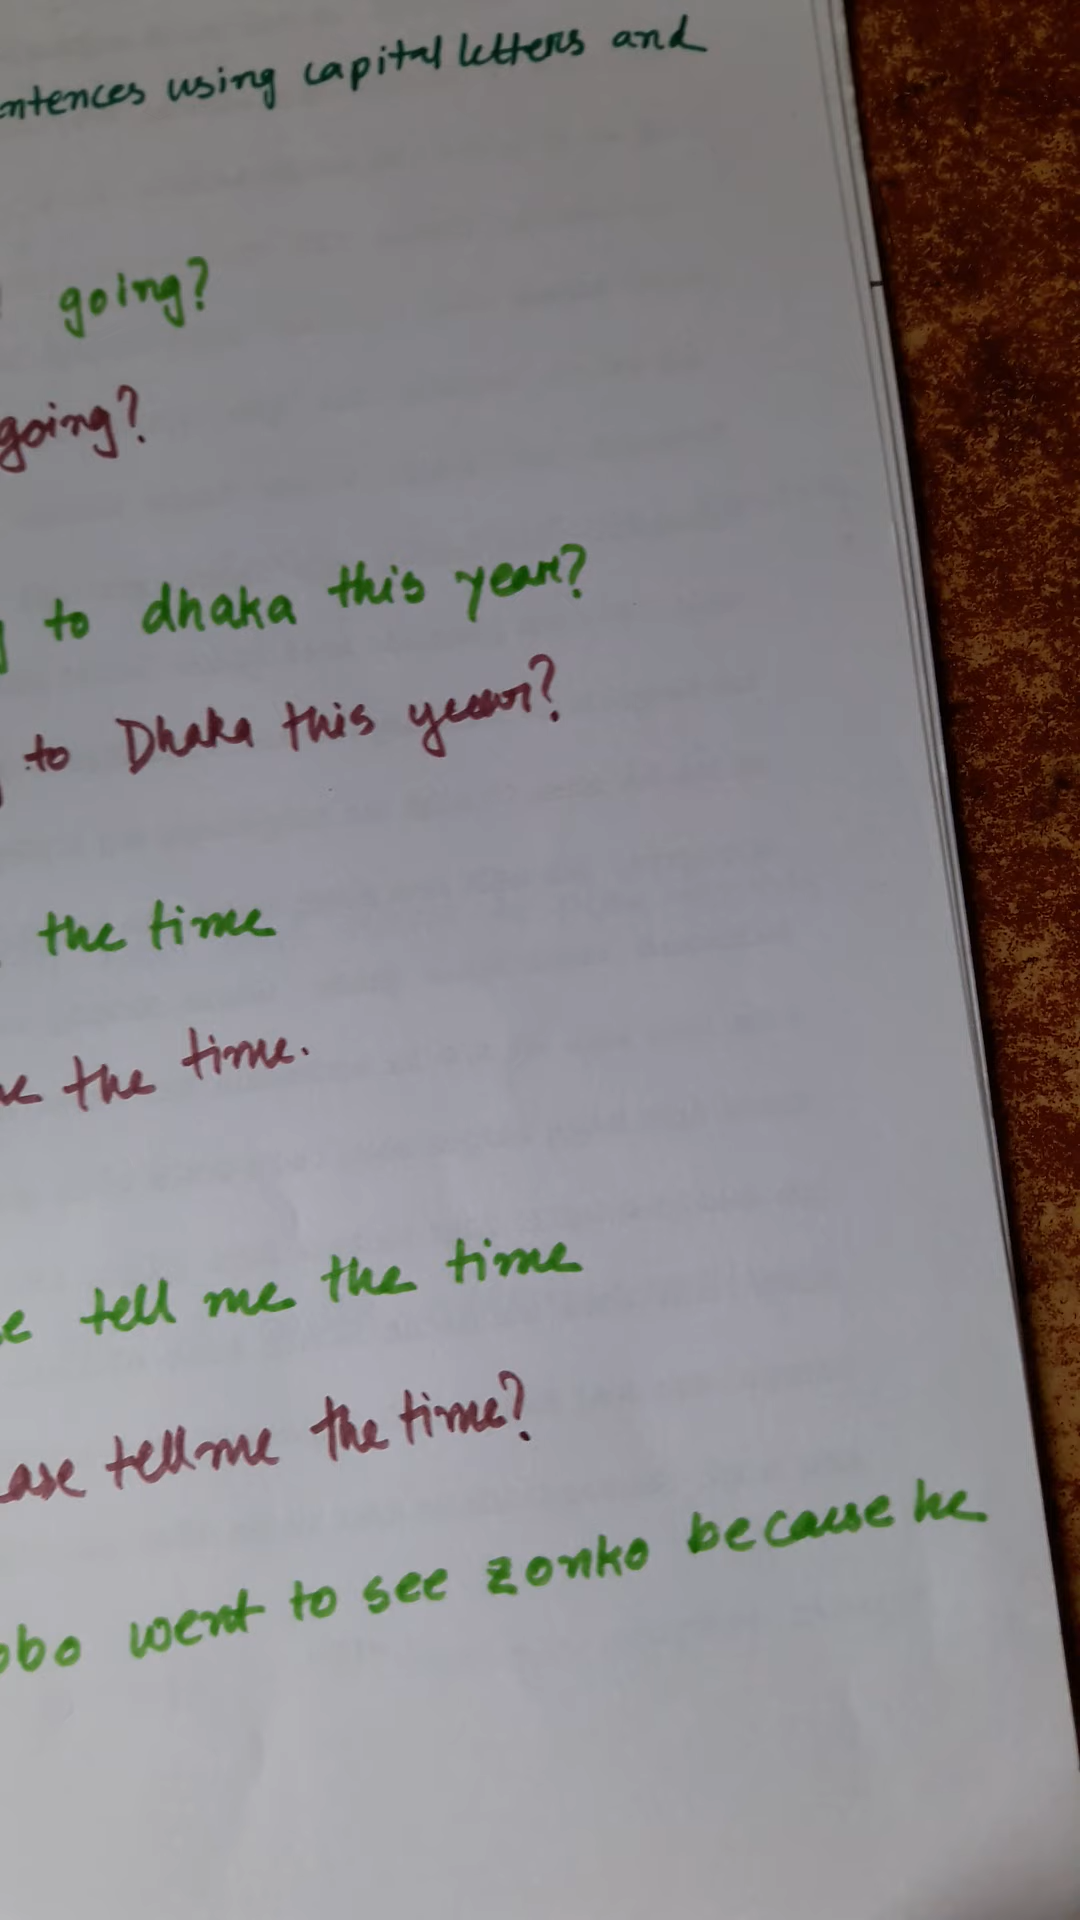 sentences using capital letters and
going?
going?
to dhaka this year?
to Dhaka this year?
the time
the time.
tell me the time
tell me the time?
went to see zonko because he